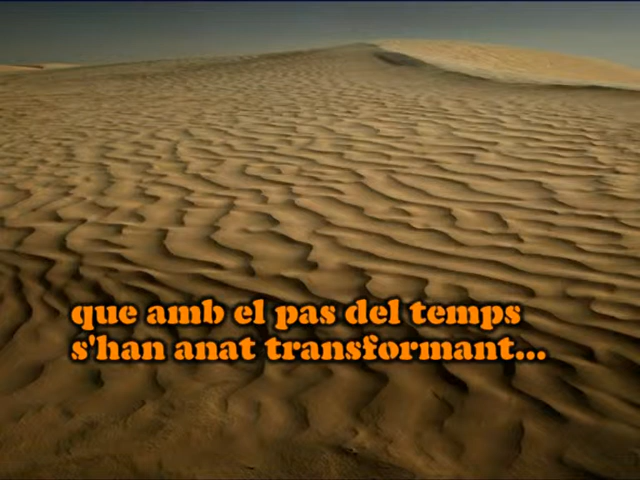 que amb el pas del temps
s'han anat transformant...